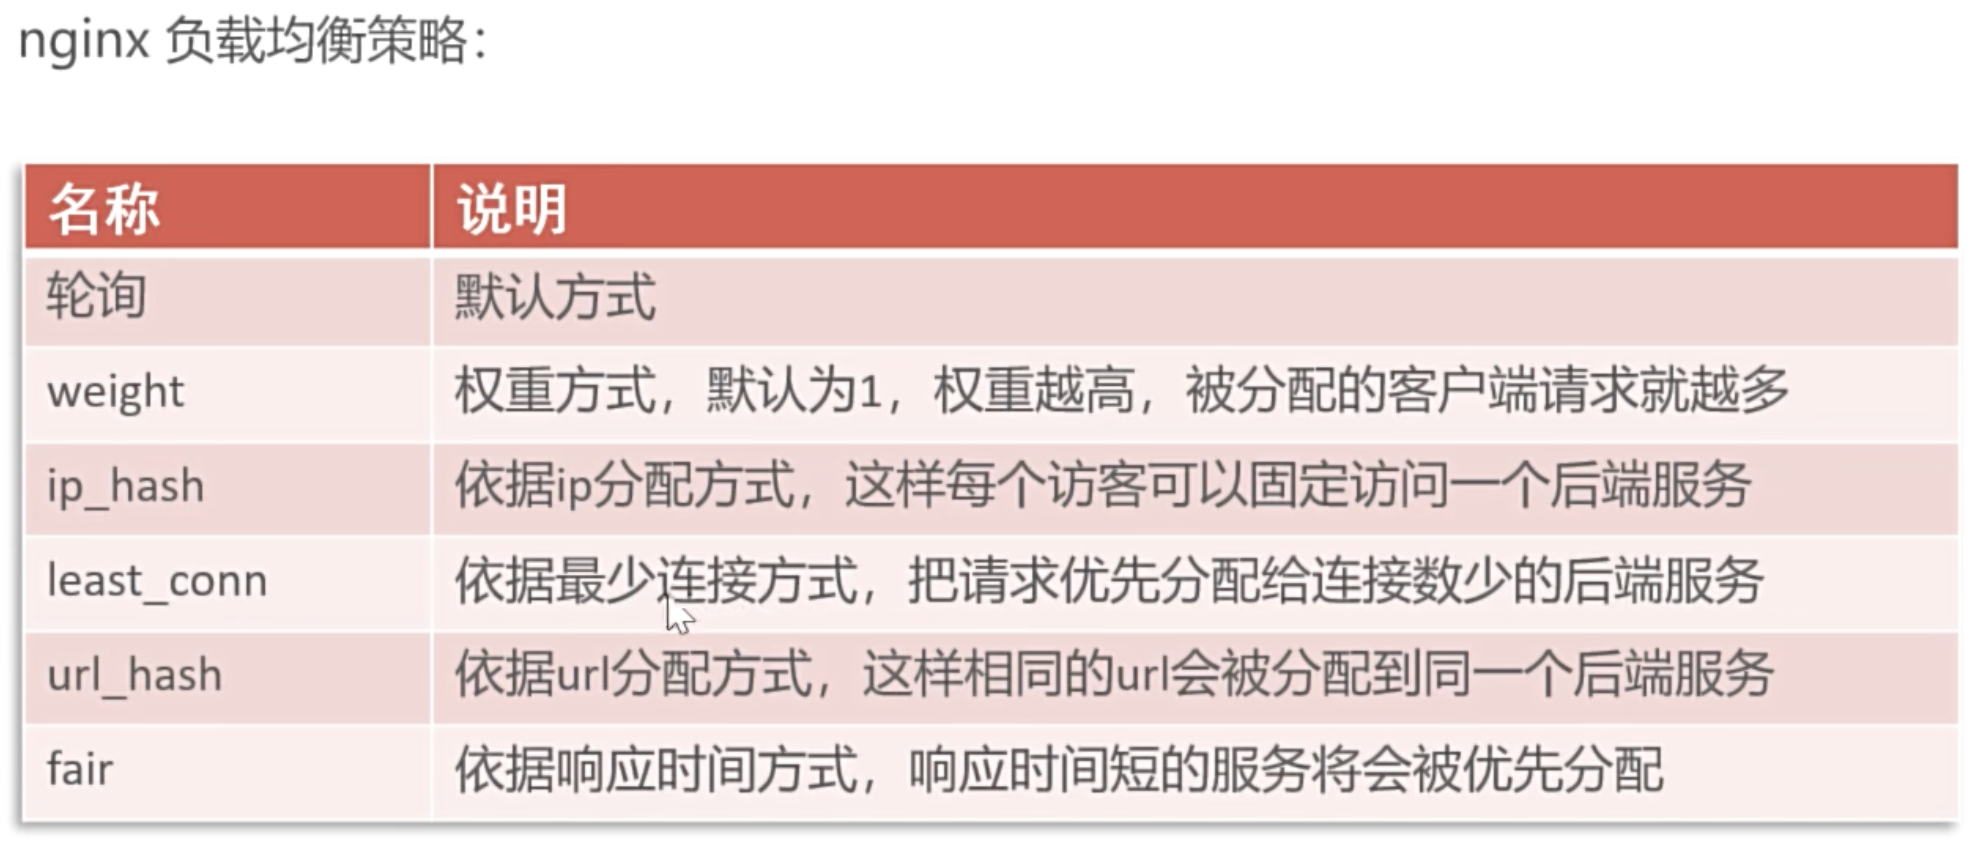 nginx 负载均衡策略：
名称 说明
轮询 默认方式
weight 权重方式，默认为1，权重越高，被分配的客户端请求就越多
ip_hash 依据ip分配方式，这样每个访客可以固定访问一个后端服务
least_conn 依据最少连接方式，把请求优先分配给连接数少的后端服务
url_hash 依据url分配方式，这样相同的url会被分配到同一个后端服务
fair 依据响应时间方式，响应时间短的服务将会被优先分配